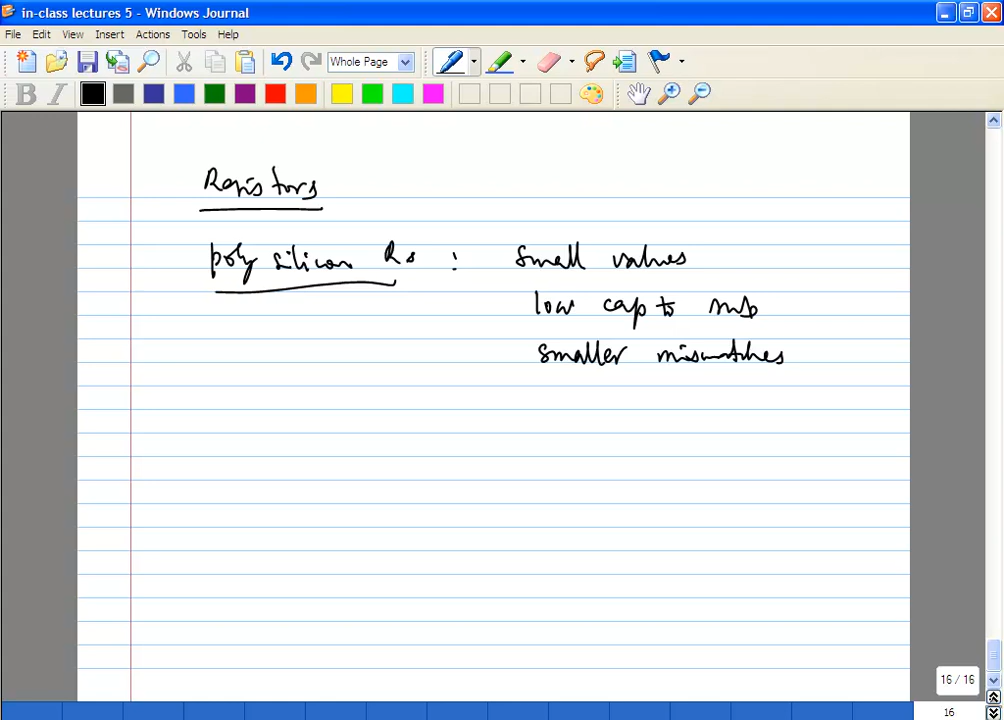 in-class lectures 5 - Windows Journal
File Edit View Insert Actions Tools Help
Whole Page
B I
Resistors
poly silicon Rs : small values
low cap to sub
smaller mismatches
16 / 16
16